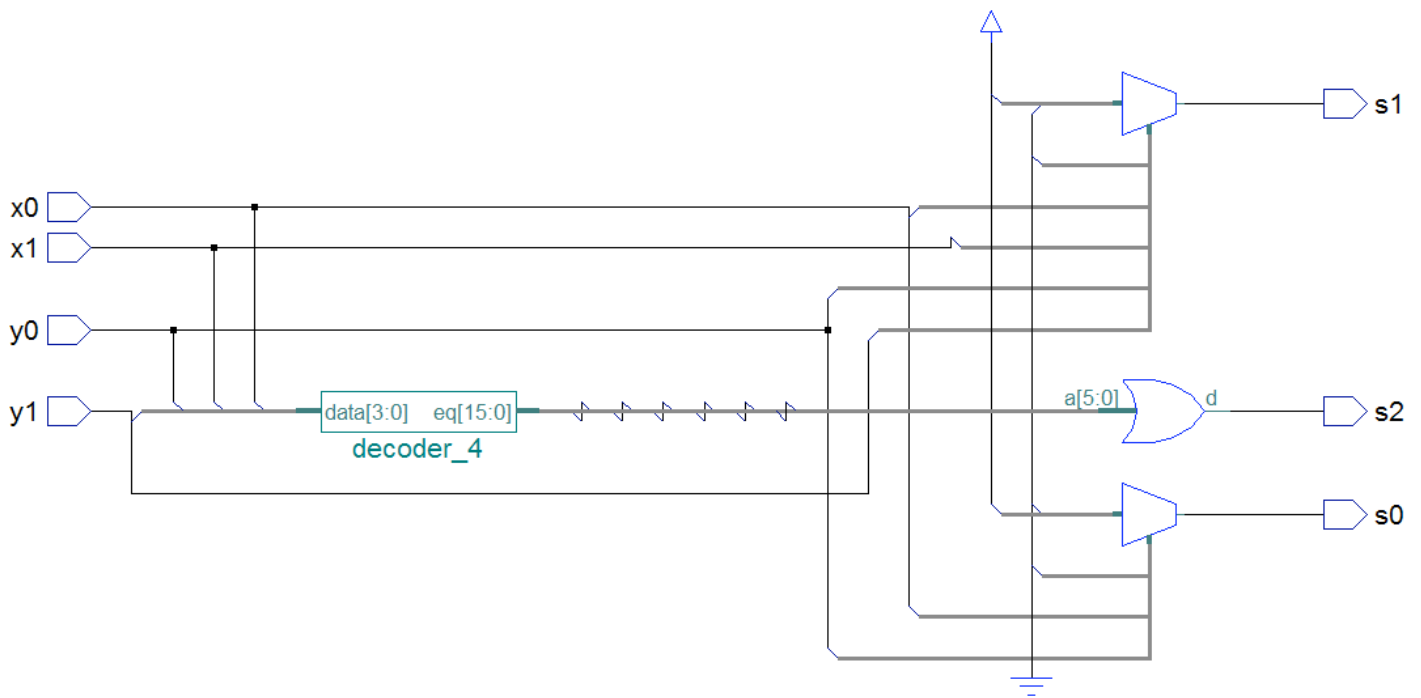 s1
x0
x1
y0
y1
data[3:0] eq[15:0]
decoder_4
a[5:0] d
s2
s0